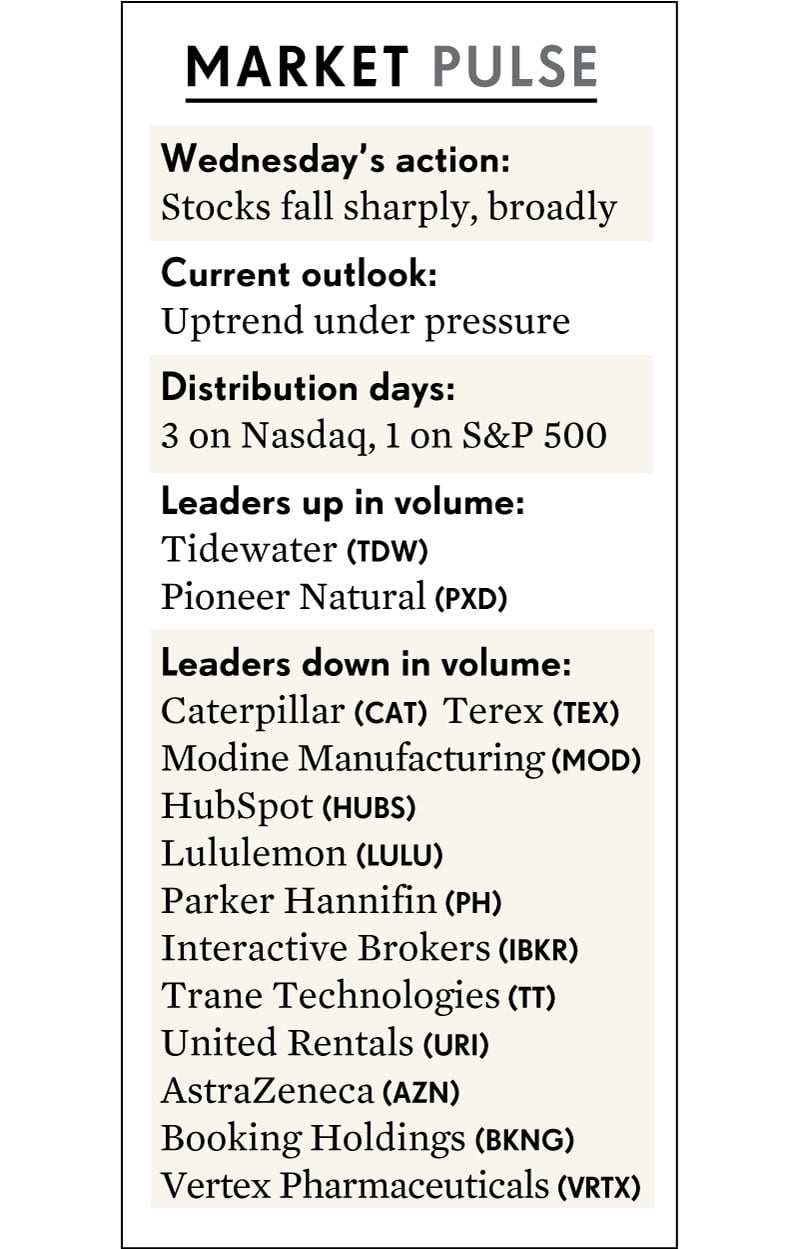 MARKET PULSE
Wednesday’s action:
Stocks fall sharply, broadly
Current outlook:
Uptrend under pressure
Distribution days:
3 on Nasdaq, 1 on S&P 500
Leaders up in volume:
Tidewater (TDW)
Pioneer Natural (PXD)
Leaders down in volume:
Caterpillar (CAT) Terex (TEX)
Modine Manufacturing (MOD)
HubSpot (HUBS)
Lululemon (LULU)
Parker Hannifin (PH)
Interactive Brokers (IBKR)
Trane Technologies (TT)
United Rentals (URI)
AstraZeneca (AZN)
Booking Holdings (BKNG)
Vertex Pharmaceuticals (VRTX)